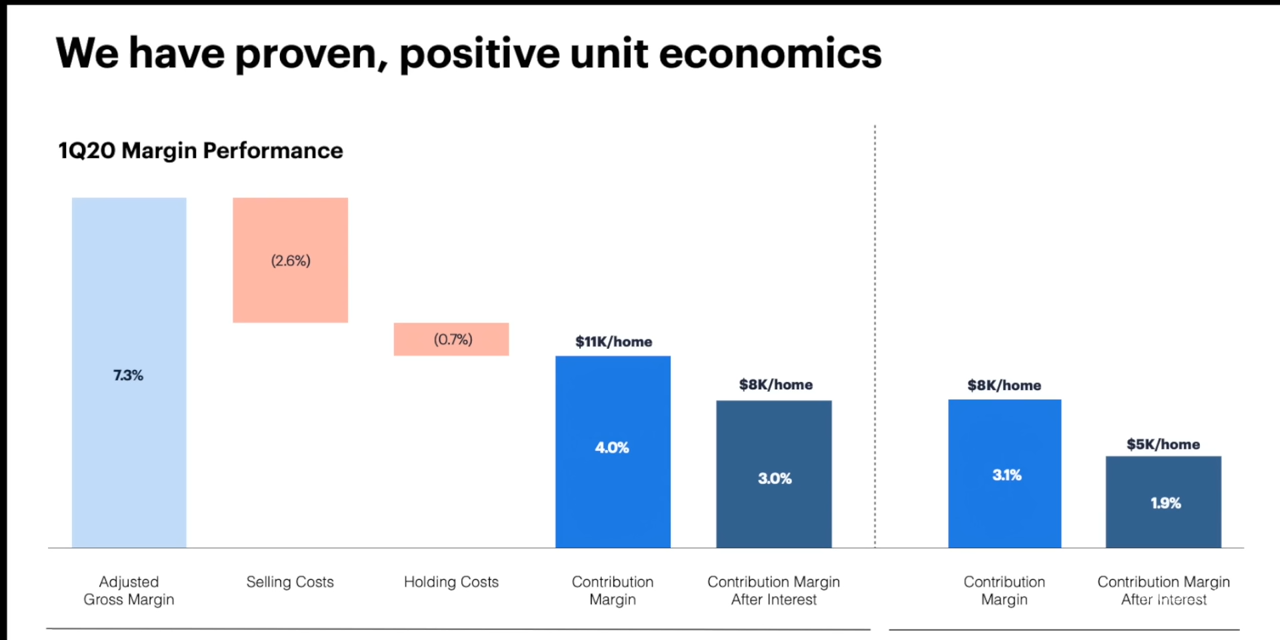 We have proven, positive unit economics
1Q20 Margin Performance
7.3%
(2.6%)
(0.7%)
$11K/home
4.0%
$8K/home
3.0%
$8K/home
3.1%
$5K/home
1.9%
Adjusted
Gross Margin
Selling Costs
Holding Costs
Contribution
Margin
Contribution Margin
After Interest
Contribution
Margin
Contribution Margin
After Interest